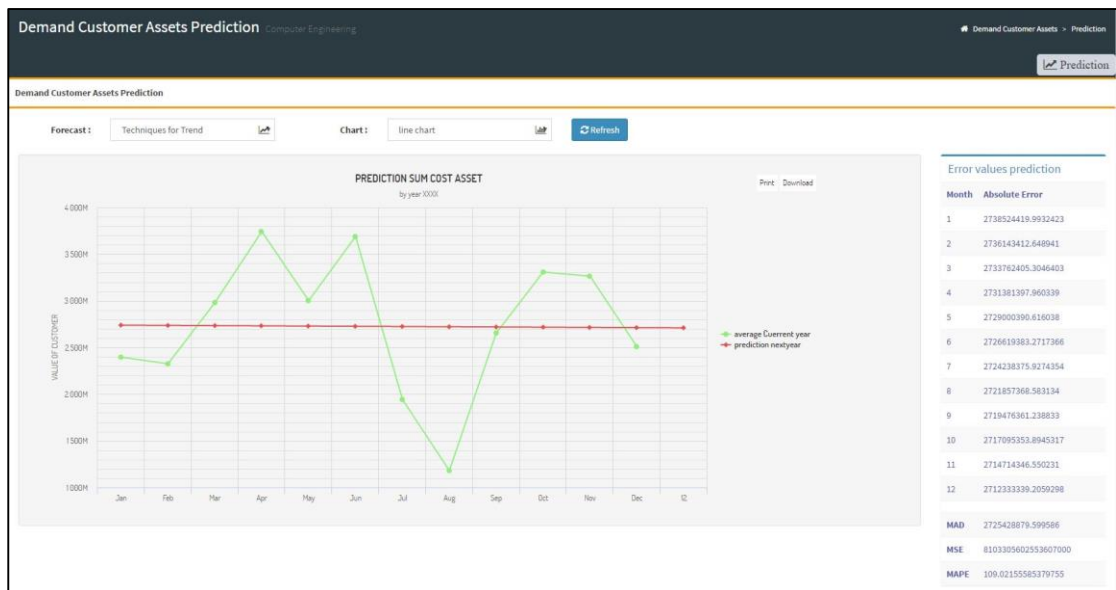 Demand Customer Assets Prediction Computer Engineering
Demand Customer Assets > Prediction
Prediction
Demand Customer Assets Prediction
Forecast : Techniques for Trend Chart : line chart Refresh
PREDICTION SUM COST ASSET
by year XXXX
Print Download
VALUE OF CUSTOMER
4 000M
3 500M
3 000M
2 500M
2 000M
1 500M
1 000M
Jan Feb Mar Apr May Jun Jul Aug Sep Oct Nov Dec 12
average Cuerrent year
prediction nextyear
Error values prediction
Month Absolute Error
1 2738524419.9932423
2 2736143412.648941
3 2733762405.3046403
4 2731381397.960339
5 2729000390.616038
6 2726619383.2717366
7 2724238375.9274354
8 2721857368.583134
9 2719476361.238833
10 2717095353.8945317
11 2714714346.550231
12 2712333339.2059298
MAD 2725428879.599586
MSE 8103305602553607000
MAPE 109.02155585379755